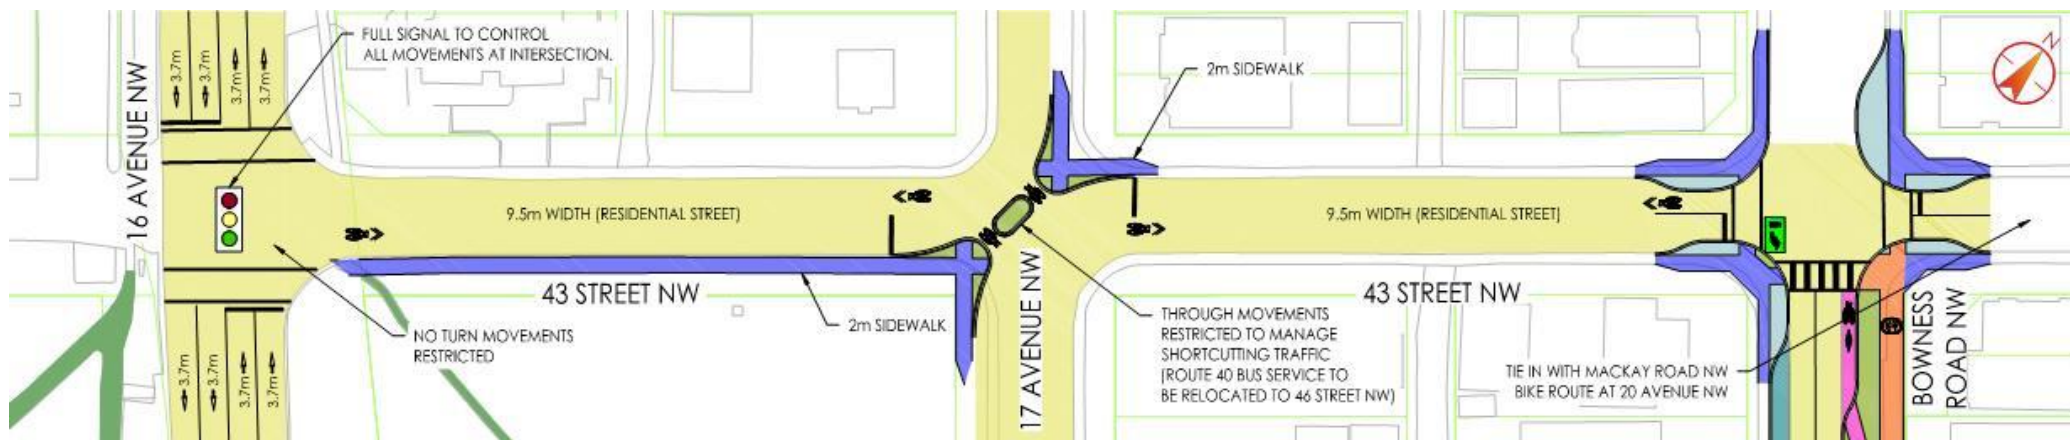 16 AVENUE NW
3.7m
3.7m
3.7m
3.7m
FULL SIGNAL TO CONTROL
ALL MOVEMENTS AT INTERSECTION.
2m SIDEWALK
N
9.5m WIDTH (RESIDENTIAL STREET)
9.5m WIDTH (RESIDENTIAL STREET)
43 STREET NW
43 STREET NW
NO TURN MOVEMENTS
RESTRICTED
2m SIDEWALK
17 AVENUE NW
THROUGH MOVEMENTS
RESTRICTED TO MANAGE
SHORTCUTTING TRAFFIC
(ROUTE 40 BUS SERVICE TO
BE RELOCATED TO 46 STREET NW)
TIE IN WITH MACKAY ROAD NW
BIKE ROUTE AT 20 AVENUE NW
BOWNESS
ROAD NW
3.7m
3.7m
3.7m
3.7m